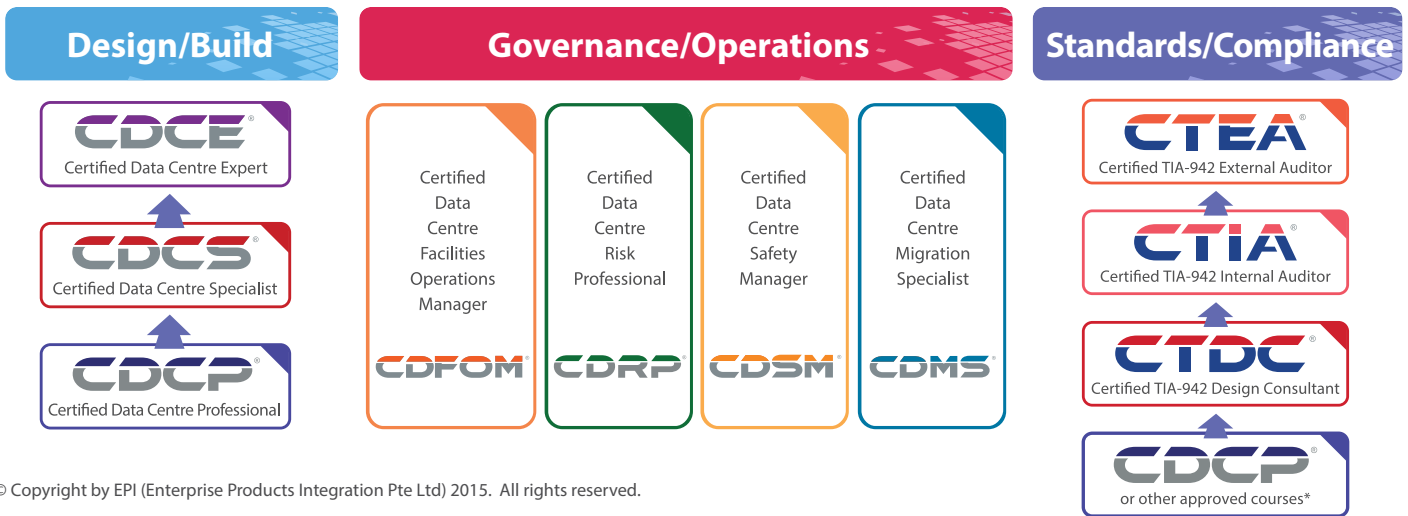 Design/Build
CDCE®
Certified Data Centre Expert
CDCS®
Certified Data Centre Specialist
CDCP®
Certified Data Centre Professional
Governance/Operations
Certified
Data
Centre
Facilities
Operations
Manager
CDFOM®
Certified
Data
Centre
Risk
Professional
CDRP®
Certified
Data
Centre
Safety
Manager
CDSM®
Certified
Data
Centre
Migration
Specialist
CDMS®
Standards/Compliance
CTEA®
Certified TIA-942 External Auditor
CTIA®
Certified TIA-942 Internal Auditor
CTDC®
Certified TIA-942 Design Consultant
CDCP®
or other approved courses*
© Copyright by EPI (Enterprise Products Integration Pte Ltd) 2015. All rights reserved.